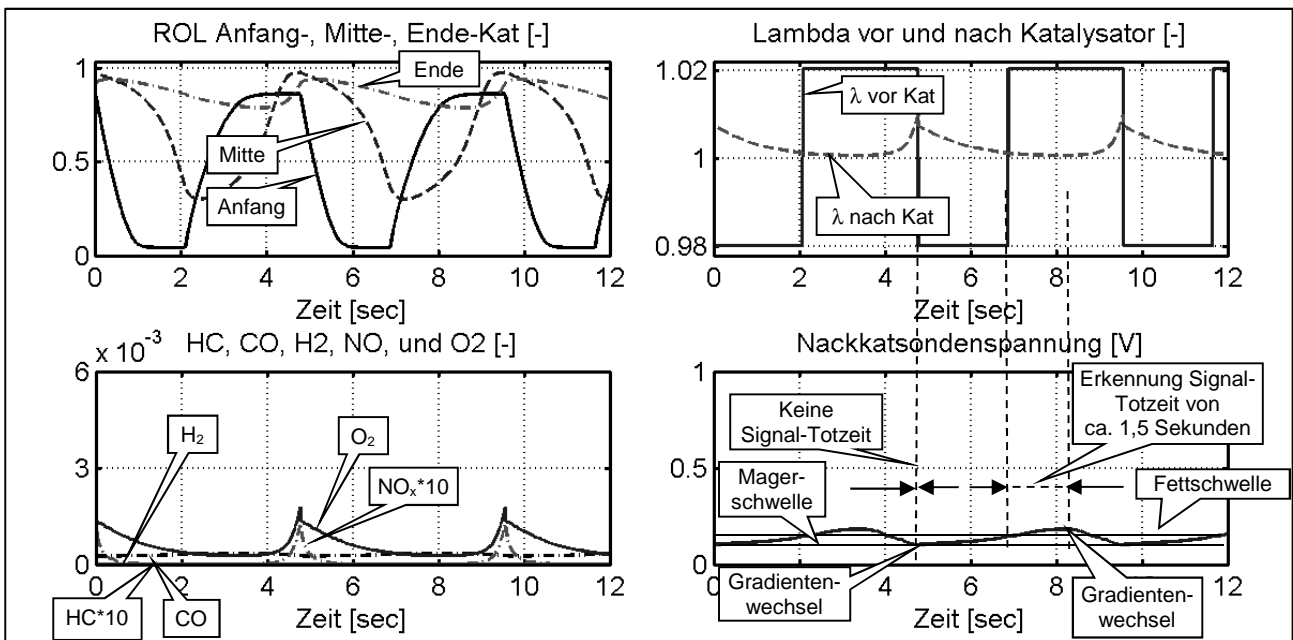 ROL Anfang-, Mitte-, Ende-Kat [-]
1
0.5
0
Ende
Mitte
Anfang
0 2 4 6 8 10 12
Zeit [sec]
Lambda vor und nach Katalysator [-]
1.02
1
0.98
λ vor Kat
λ nach Kat
0 2 4 6 8 10 12
Zeit [sec]
x 10⁻³
HC, CO, H2, NO, und O2 [-]
6
3
0
H₂
O₂
NOₓ*10
HC*10
CO
0 2 4 6 8 10 12
Zeit [sec]
Nackkatsondenspannung [V]
1
0.5
0
Keine
Signal-Totzeit
Erkennung Signal-
Totzeit von
ca. 1,5 Sekunden
Mager-
schwelle
Fettschwelle
Gradienten-
wechsel
Gradienten-
wechsel
0 2 4 6 8 10 12
Zeit [sec]